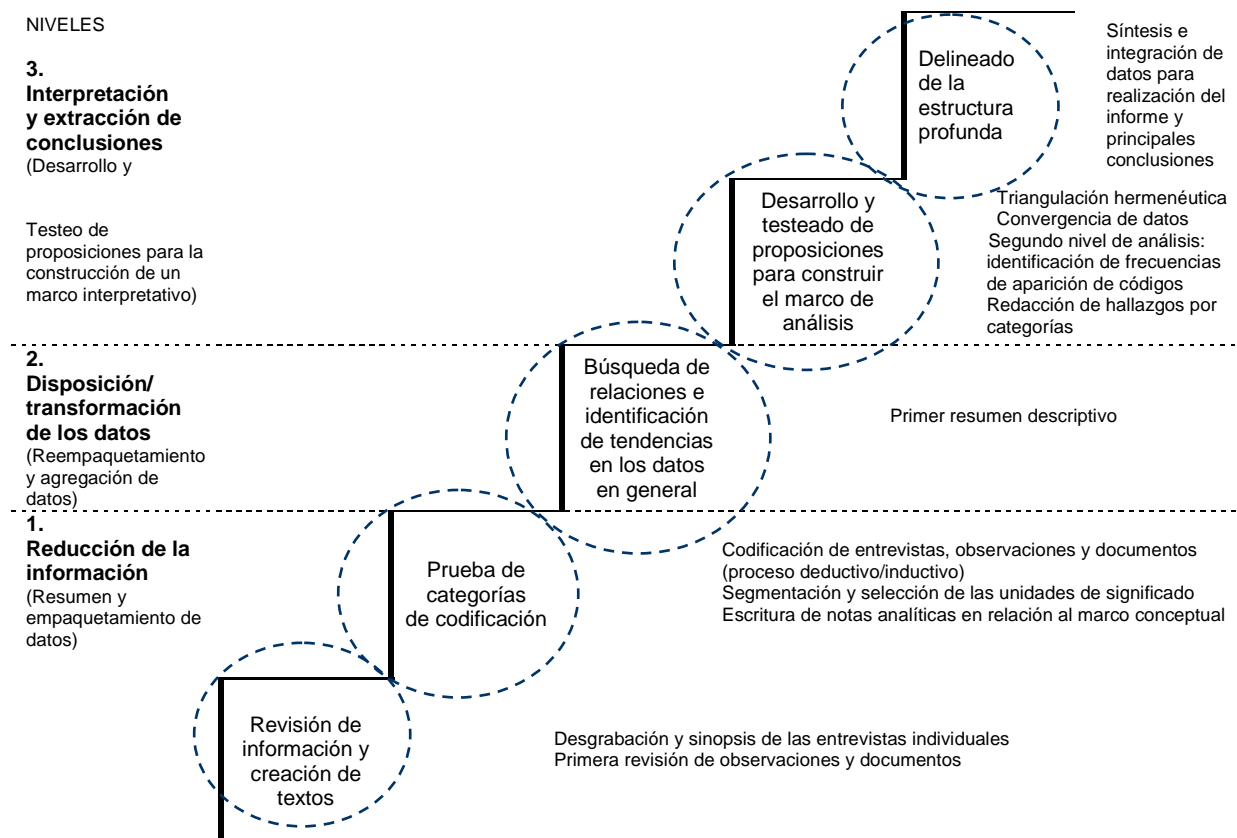 NIVELES
3.
Interpretación
y extracción de
conclusiones
(Desarrollo y
Testeo de
proposiciones para la
construcción de un
marco interpretativo)
Delineado
de la
estructura
profunda
Síntesis e
integración de
datos para
realización del
informe y
principales
conclusiones
Desarrollo y
testeado de
proposiciones
para construir
el marco de
análisis
Triangulación hermenéutica
Convergencia de datos
Segundo nivel de análisis:
identificación de frecuencias
de aparición de códigos
Redacción de hallazgos por
categorías
2.
Disposición/
transformación
de los datos
(Reempaquetamiento
y agregación de
datos)
Búsqueda de
relaciones e
identificación
de tendencias
en los datos
en general
Primer resumen descriptivo
1.
Reducción de la
información
(Resumen y
empaquetamiento de
datos)
Prueba de
categorías
de codificación
Codificación de entrevistas, observaciones y documentos
(proceso deductivo/inductivo)
Segmentación y selección de las unidades de significado
Escritura de notas analíticas en relación al marco conceptual
Revisión de
información y
creación de
textos
Desgrabación y sinopsis de las entrevistas individuales
Primera revisión de observaciones y documentos